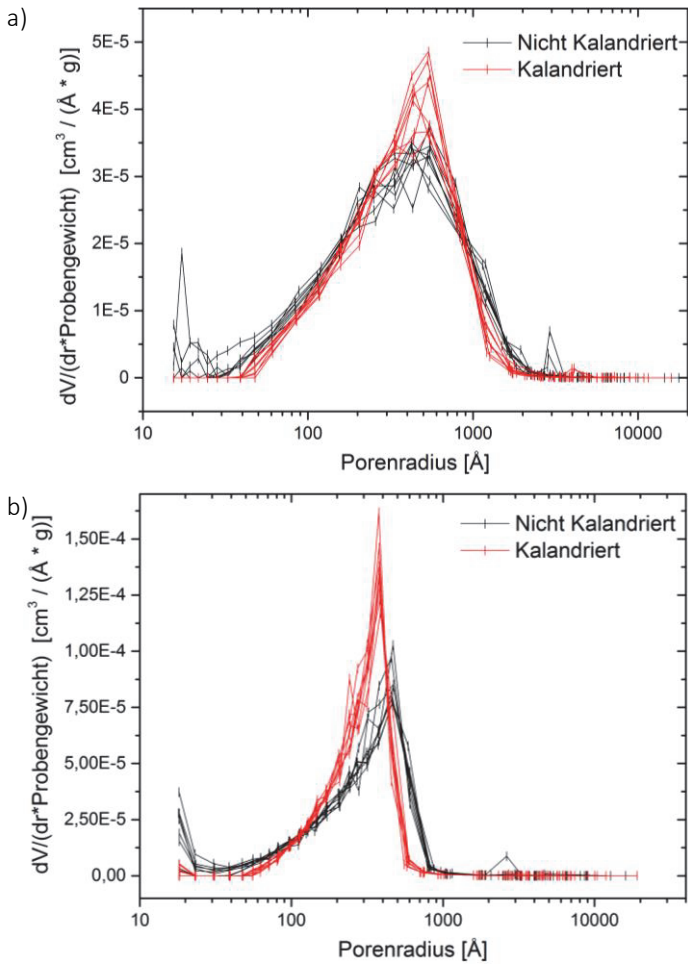 a)
5E-5
4E-5
3E-5
2E-5
1E-5
0
dV/(dr*Probengewicht) [cm³ / (Å * g)]
Nicht Kalandriert
Kalandriert
10
100
1000
10000
Porenradius [Å]
b)
1,50E-4
1,25E-4
1,00E-4
7,50E-5
5,00E-5
2,50E-5
0,00
dV/(dr*Probengewicht) [cm³ / (Å * g)]
Nicht Kalandriert
Kalandriert
10
100
1000
10000
Porenradius [Å]